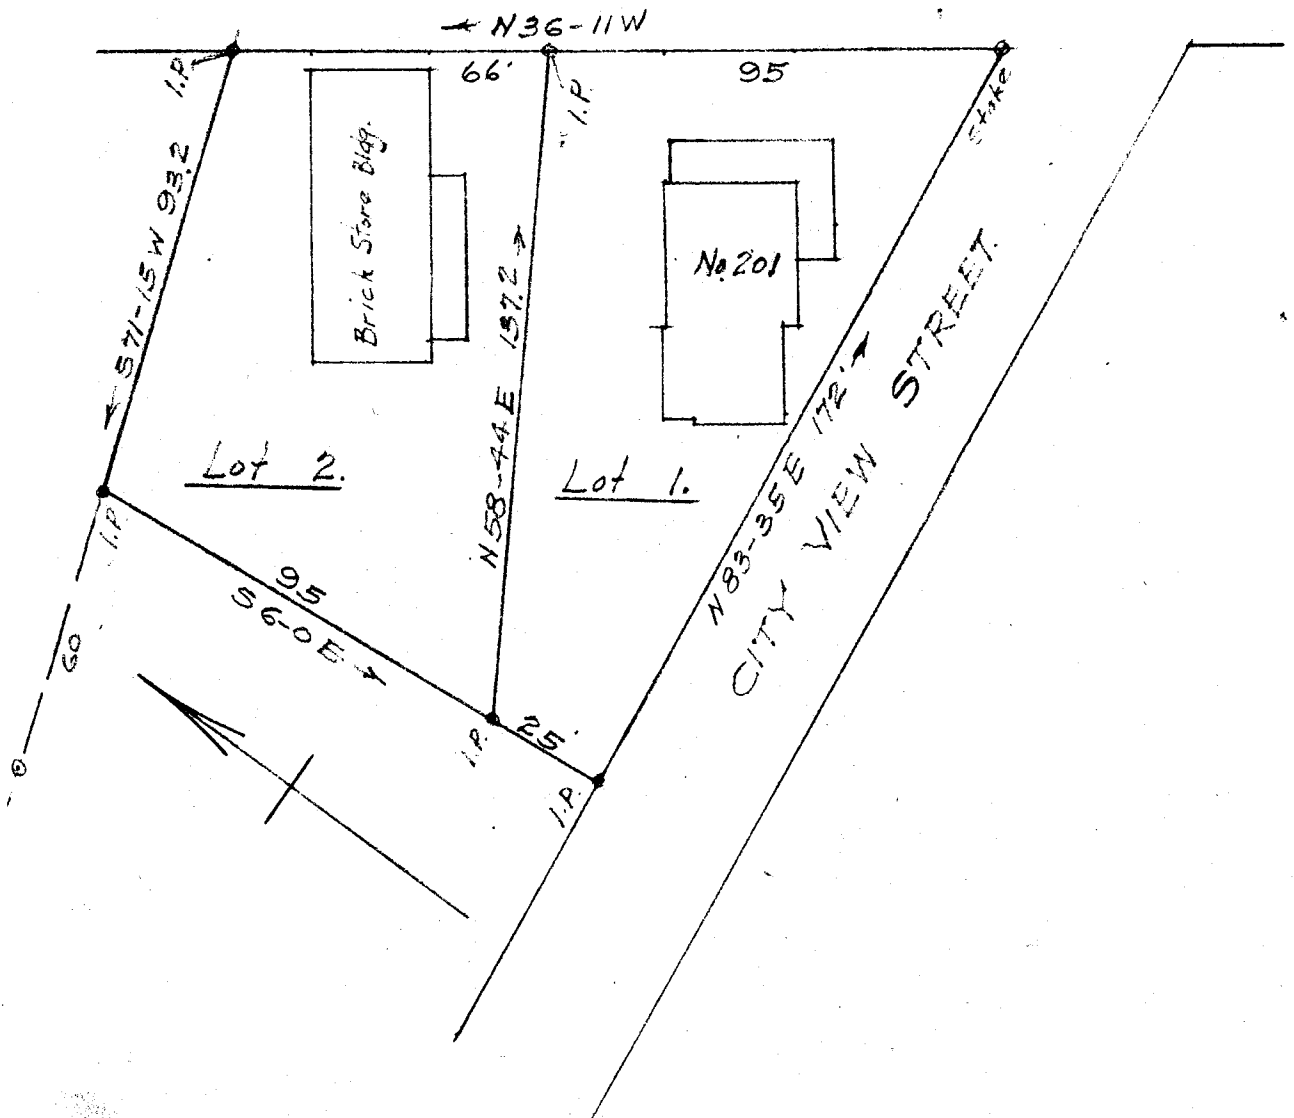 N36-11W
66'
95
I.P.
I.P.
Stake
S71-15W 93.2
Brick Store Bldg.
N58-44E 137.2
No. 201
N83-35E 172'
CITY VIEW STREET
Lot 2.
Lot 1.
I.P.
95
S6-0E
60
I.P.
25'
I.P.